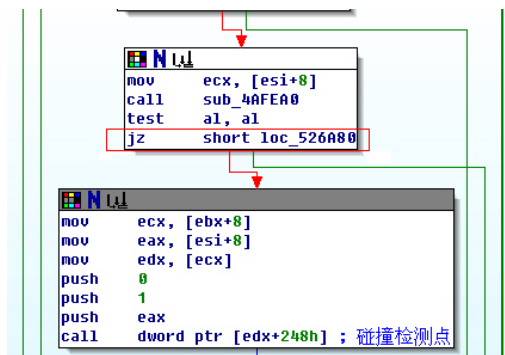 mov ecx, [esi+8]
call sub_4AFEA0
test al, al
jz short loc_526A80
mov ecx, [ebx+8]
mov eax, [esi+8]
mov edx, [ecx]
push 0
push 1
push eax
call dword ptr [edx+248h] ; 碰撞检测点